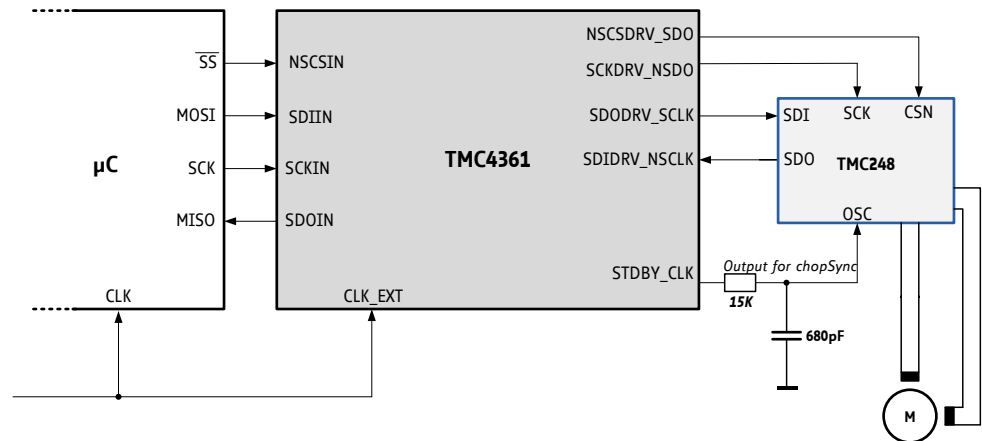 NSCSDRV_SDO
SS
NSCSIN
SCKDRV_NSDO
MOSI
SDIIN
SDODRV_SCLK
SDI
SCK
CSN
TMC4361
µC
SCK
SCKIN
SDIDRV_NSCLK
SDO
TMC248
MISO
SDOIN
OSC
STDBY_CLK
Output for chopSync
CLK
CLK_EXT
15K
680pF
M